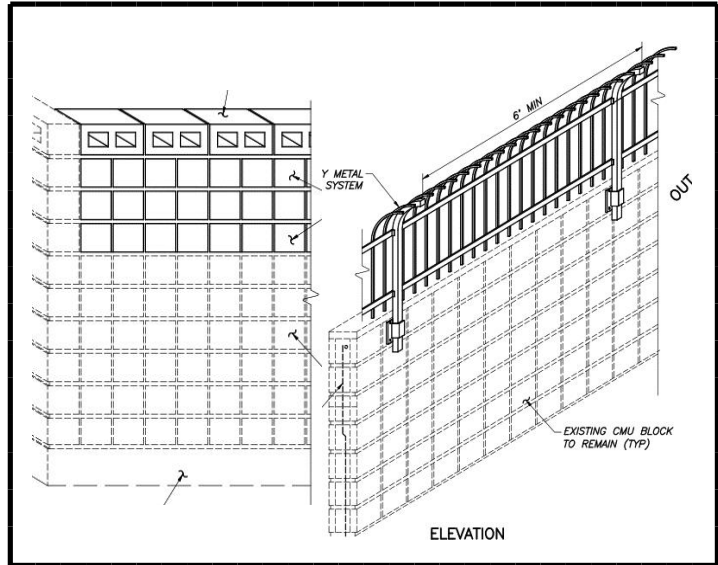 6' MIN
Y METAL
SYSTEM
OUT
EXISTING CMU BLOCK
TO REMAIN (TYP)
ELEVATION